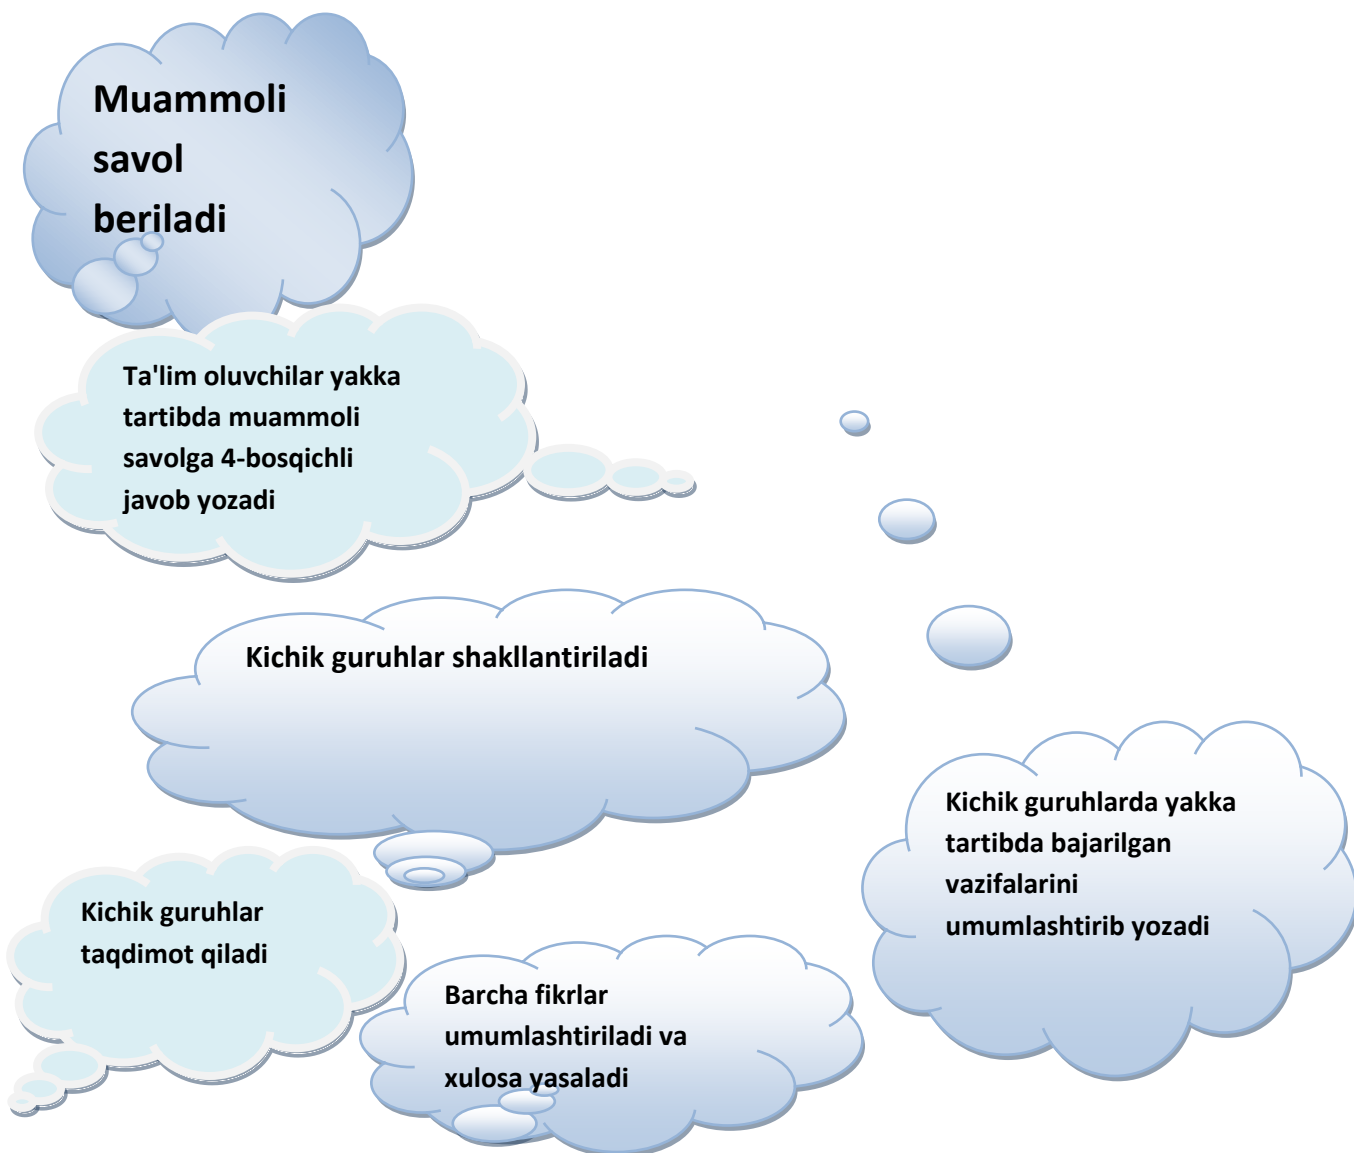 Muammoli
savol
beriladi
Ta'lim oluvchilar yakka
tartibda muammoli
savolga 4-bosqichli
javob yozadi
Kichik guruhlar shakllantiriladi
Kichik guruhlarda yakka
tartibda bajarilgan
vazifalarini
umumlashtirib yozadi
Kichik guruhlar
taqdimot qiladi
Barcha fikrlar
umumlashtiriladi va
xulosa yasaladi